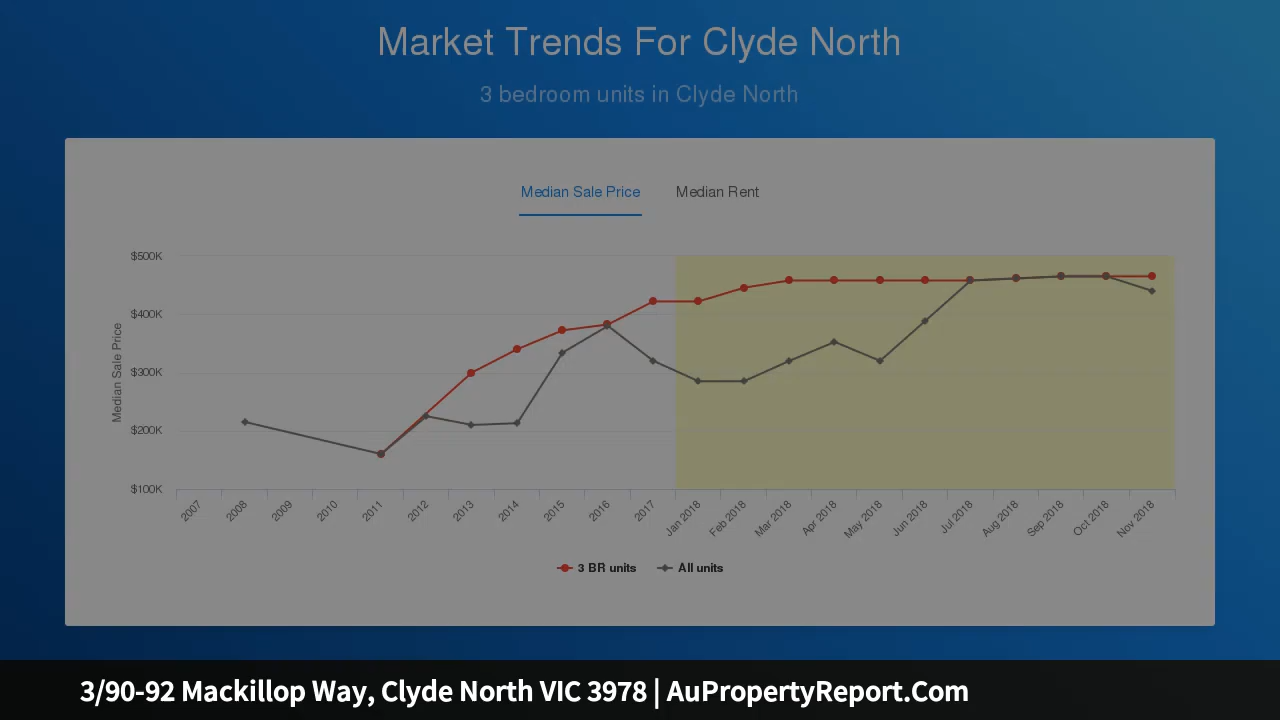 Market Trends For Clyde North
3 bedroom units in Clyde North
Median Sale Price Median Rent
$500K
$400K
$300K
$200K
$100K
Median Sale Price
2007 2008 2009 2010 2011 2012 2013 2014 2015 2016 2017 Jan 2018 Feb 2018 Mar 2018 Apr 2018 May 2018 Jun 2018 Jul 2018 Aug 2018 Sep 2018 Oct 2018 Nov 2018
3 BR units All units
3/90-92 Mackillop Way, Clyde North VIC 3978 | AuPropertyReport.Com